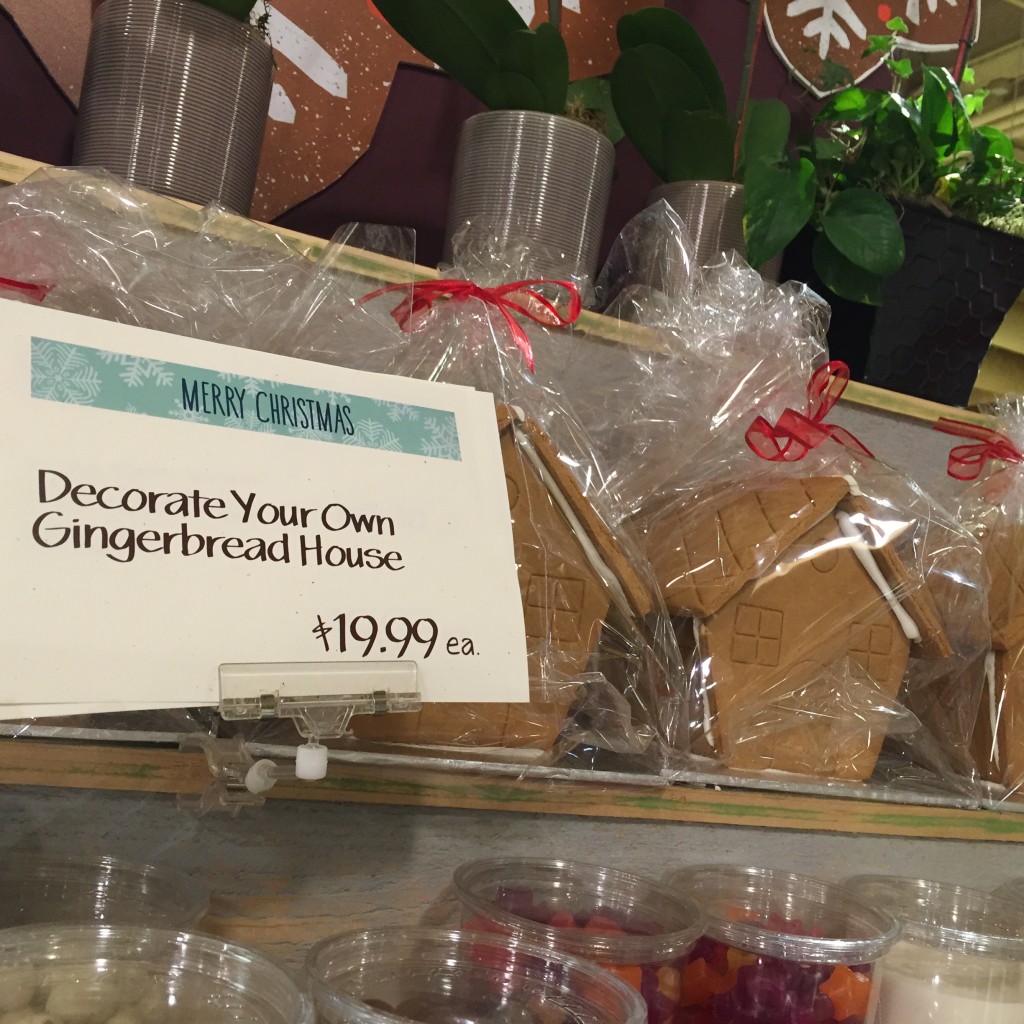 MERRY CHRISTMAS
Decorate Your Own
Gingerbread House
$19.99 ea.